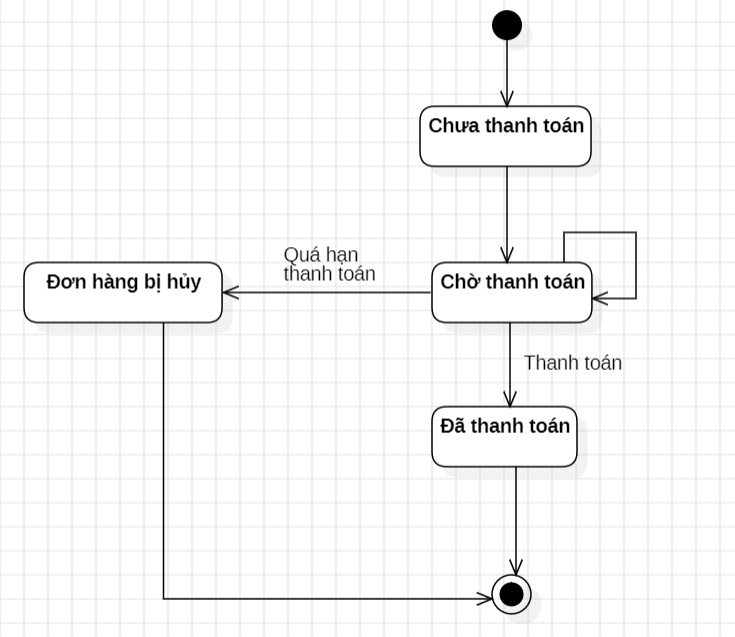 Chưa thanh toán
Quá hạn
thanh toán
Đơn hàng bị hủy
Chờ thanh toán
Thanh toán
Đã thanh toán